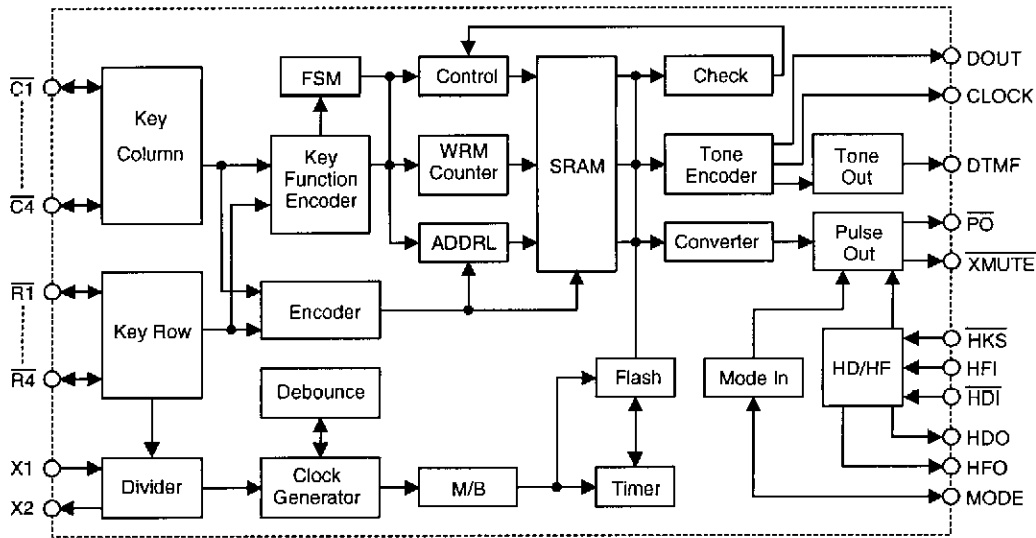 C1
C4
R1
R4
X1
X2
Key
Column
Key Row
Divider
FSM
Key
Function
Encoder
Encoder
Debounce
Clock
Generator
Control
WRM
Counter
ADDRL
M/B
SRAM
Check
Tone
Encoder
Converter
Flash
Timer
Tone
Out
Pulse
Out
Mode In
HD/HF
DOUT
CLOCK
DTMF
PO
XMUTE
HKS
HFI
HDI
HDO
HFO
MODE